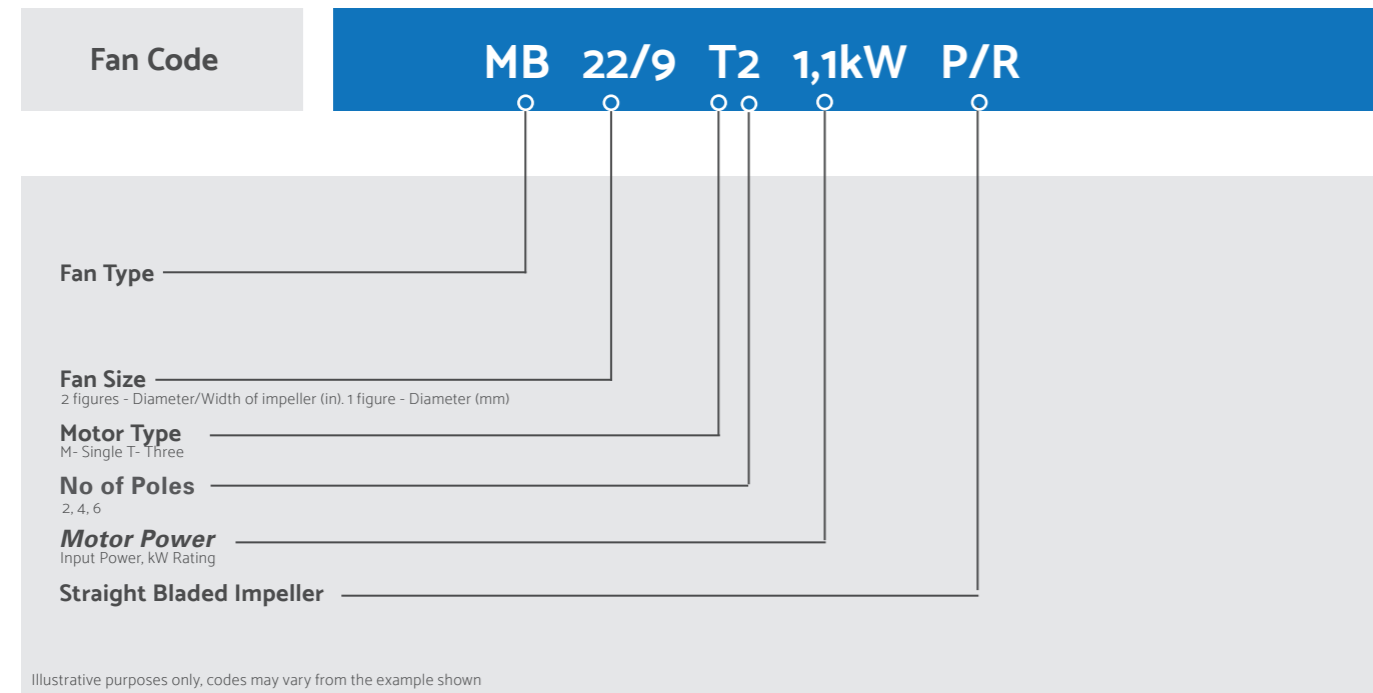 Fan Code
MB 22/9 T2 1,1kW P/R
Fan Type
Fan Size
2 figures - Diameter/Width of impeller (in). 1 figure - Diameter (mm)
Motor Type
M- Single T- Three
No of Poles
2, 4, 6
Motor Power
Input Power, kW Rating
Straight Bladed Impeller
Illustrative purposes only, codes may vary from the example shown